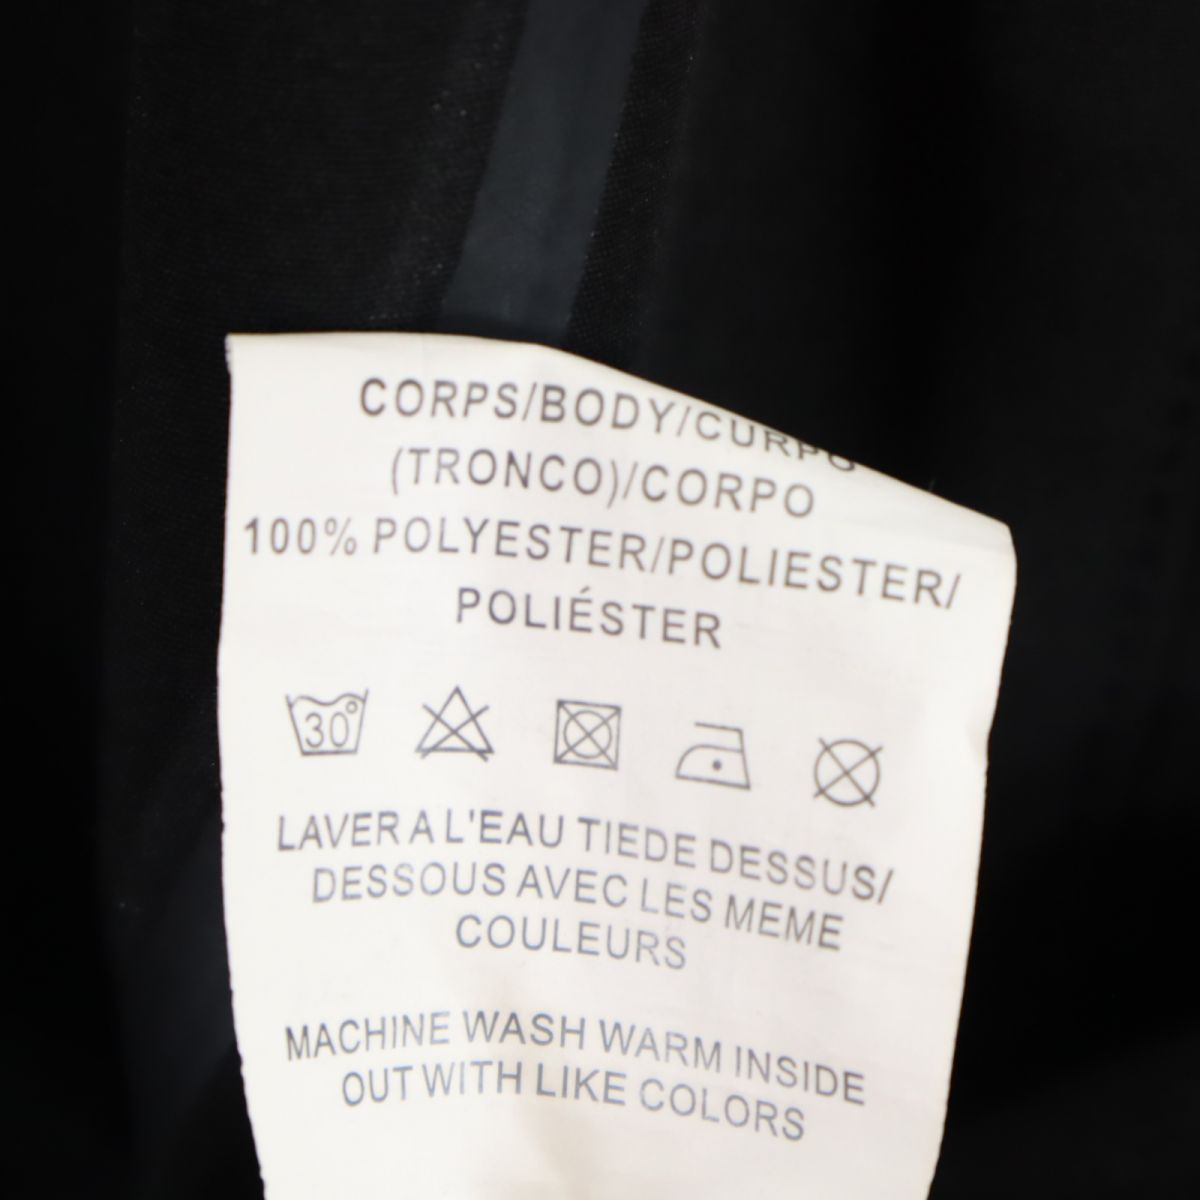 CORPS/BODY/CURPO
(TRONCO)/CORPO
100% POLYESTER/POLIESTER/
POLIÉSTER
30°
LAVER A L'EAU TIEDE DESSUS/
DESSOUS AVEC LES MEME
COULEURS
MACHINE WASH WARM INSIDE
OUT WITH LIKE COLORS